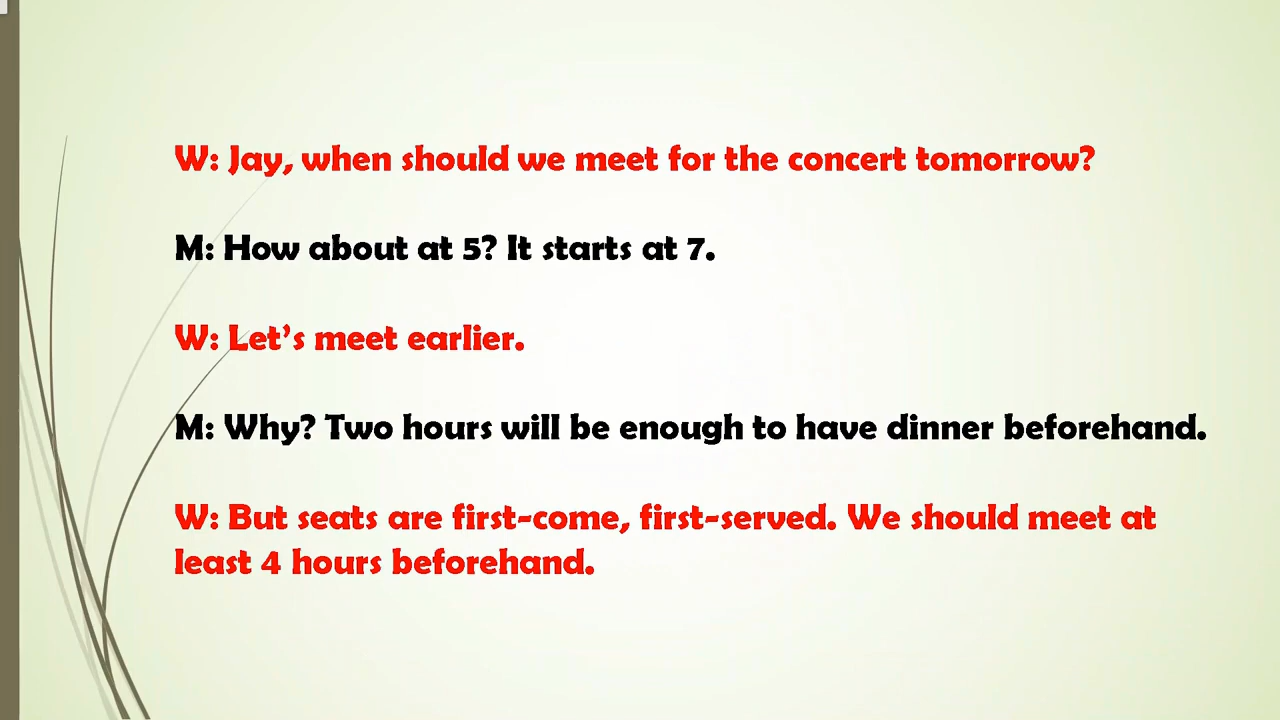 W: Jay, when should we meet for the concert tomorrow?
M: How about at 5? It starts at 7.
W: Let’s meet earlier.
M: Why? Two hours will be enough to have dinner beforehand.
W: But seats are first-come, first-served. We should meet at
least 4 hours beforehand.